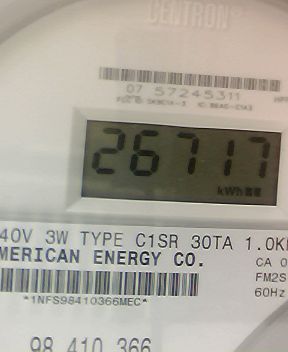 CENTRON®
07 57245311
26717
kWh
40V 3W TYPE C1SR 30TA 1.0K
MERICAN ENERGY CO.
CA 0
FM2S
*1NFS98410366MEC*
60Hz
98 410 366